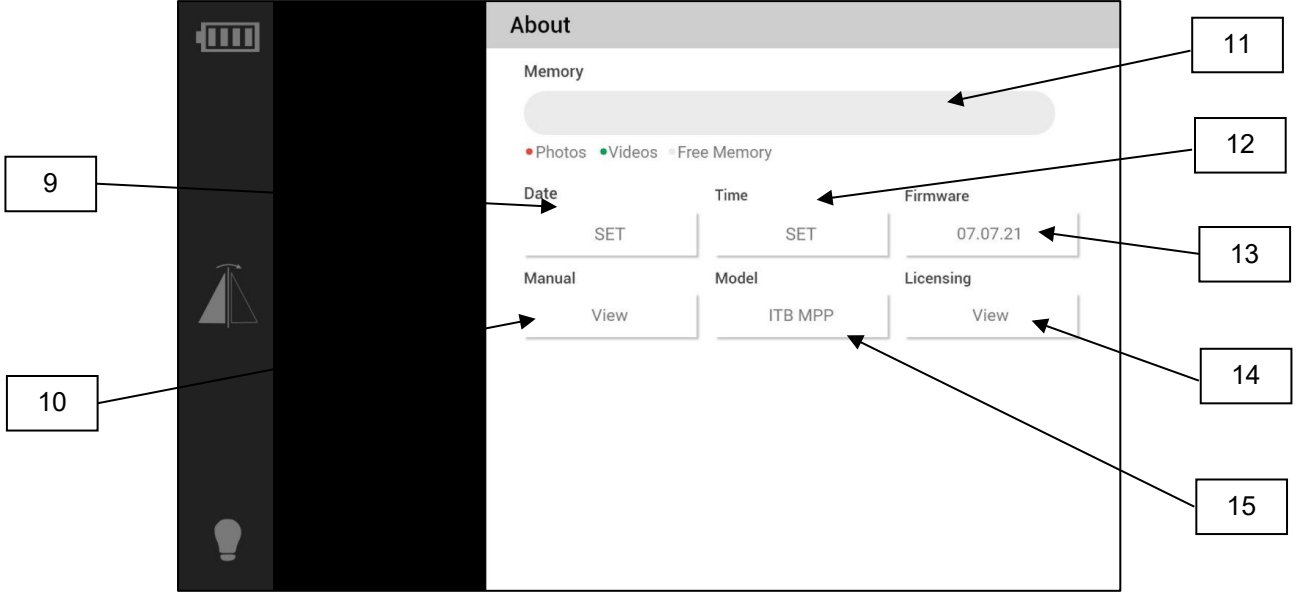 About
11
Memory
•Photos •Videos •Free Memory
12
9
Date Time Firmware
SET SET 07.07.21
13
Manual Model Licensing
View ITB MPP View
14
10
15